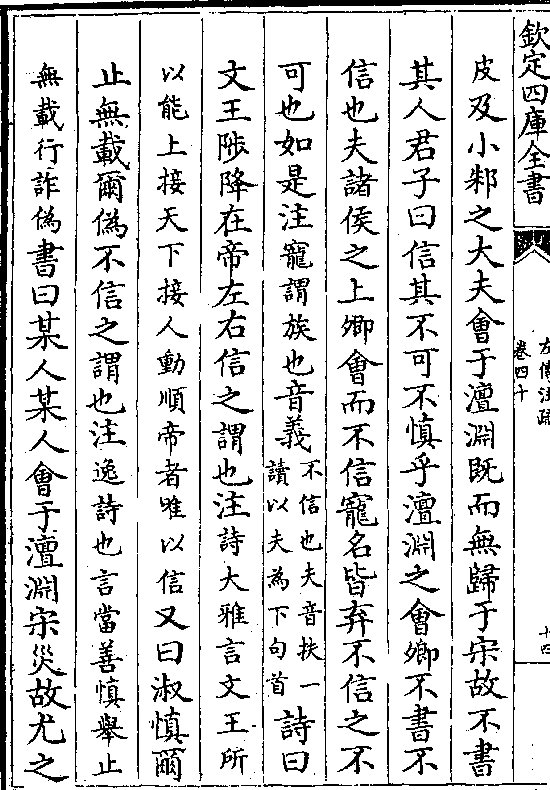 欽定四庫全書
左傳注疏
卷四十
十四
皮及小邾之大夫會于澶淵既而無歸于宋故不書
其人君子曰信其不可不慎乎澶淵之會卿不書不
信也夫諸侯之上卿會而不信寵名皆弃不信之不
可也如是注寵謂族也音義不信也夫音扶一讀以夫為下句首詩曰
文王陟降在帝左右信之謂也注詩大雅言文王所
以能上接天下接人動順帝者唯以信又曰淑慎爾
止無載爾偽不信之謂也注逸詩也言當善慎舉止
無載行詐偽書曰某人某人會于澶淵宋災故尤之